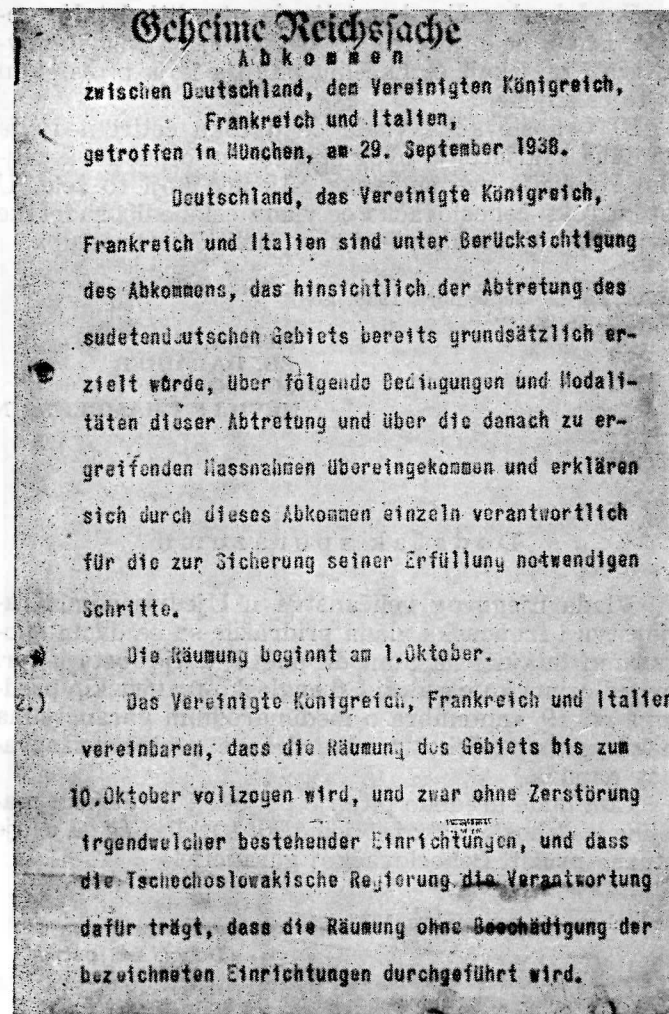 Geheime Reichssache
Abkommen
zwischen Deutschland, dem Vereinigten Königreich,
Frankreich und Italien,
getroffen in München, am 29. September 1938.
Deutschland, das Vereinigte Königreich,
Frankreich und Italien sind unter Berücksichtigung
des Abkommens, das hinsichtlich der Abtretung des
sudetendeutschen Gebiets bereits grundsätzlich er-
zielt wurde, über folgende Bedingungen und Modali-
täten dieser Abtretung und über die danach zu er-
greifenden Massnahmen übereingekommen und erklären
sich durch dieses Abkommen einzeln verantwortlich
für die zur Sicherung seiner Erfüllung notwendigen
Schritte.
Die Räumung beginnt am 1.Oktober.
2.) Das Vereinigte Königreich, Frankreich und Italien
vereinbaren, dass die Räumung des Gebiets bis zum
10.Oktober vollzogen wird, und zwar ohne Zerstörung
irgendwelcher bestehender Einrichtungen, und dass
die Tschechoslowakische Regierung die Verantwortung
dafür trägt, dass die Räumung ohne Beschädigung der
bezeichneten Einrichtungen durchgeführt wird.